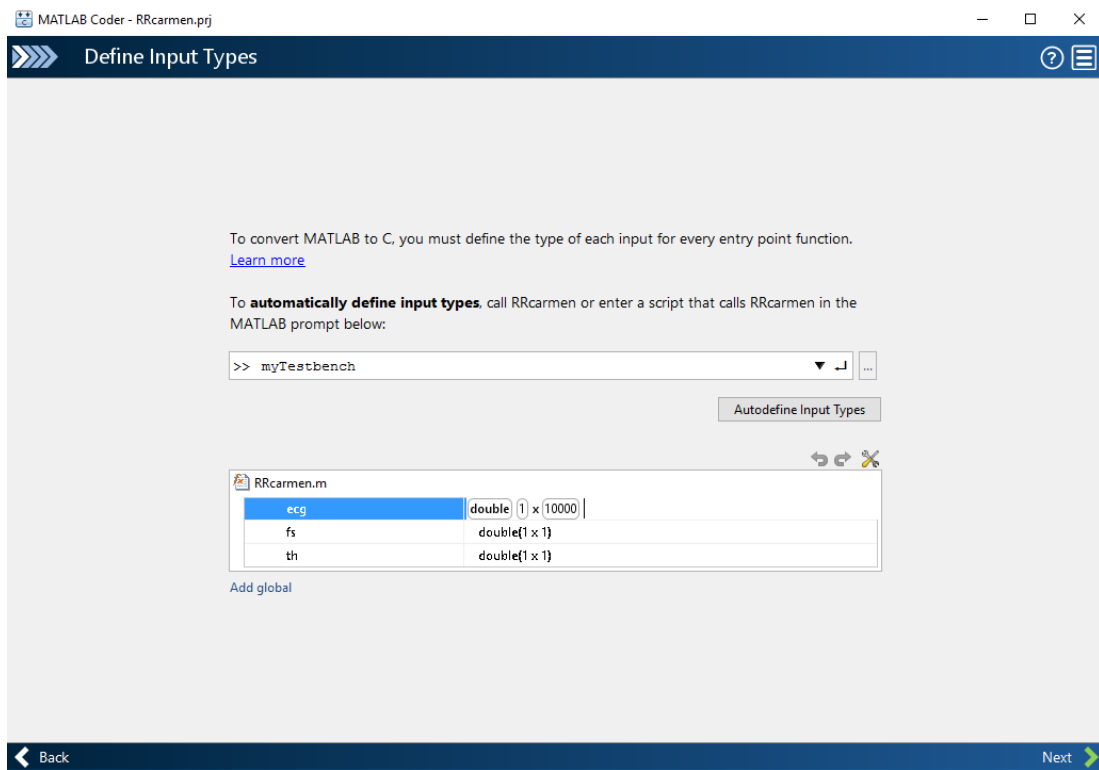 MATLAB Coder - RRcarmen.prj
Define Input Types
To convert MATLAB to C, you must define the type of each input for every entry point function.
Learn more
To automatically define input types, call RRcarmen or enter a script that calls RRcarmen in the
MATLAB prompt below:
>> myTestbench
...
Autodefine Input Types
RRcarmen.m
ecg double 1 x 10000
fs double(1 x 1)
th double(1 x 1)
Add global
Back Next